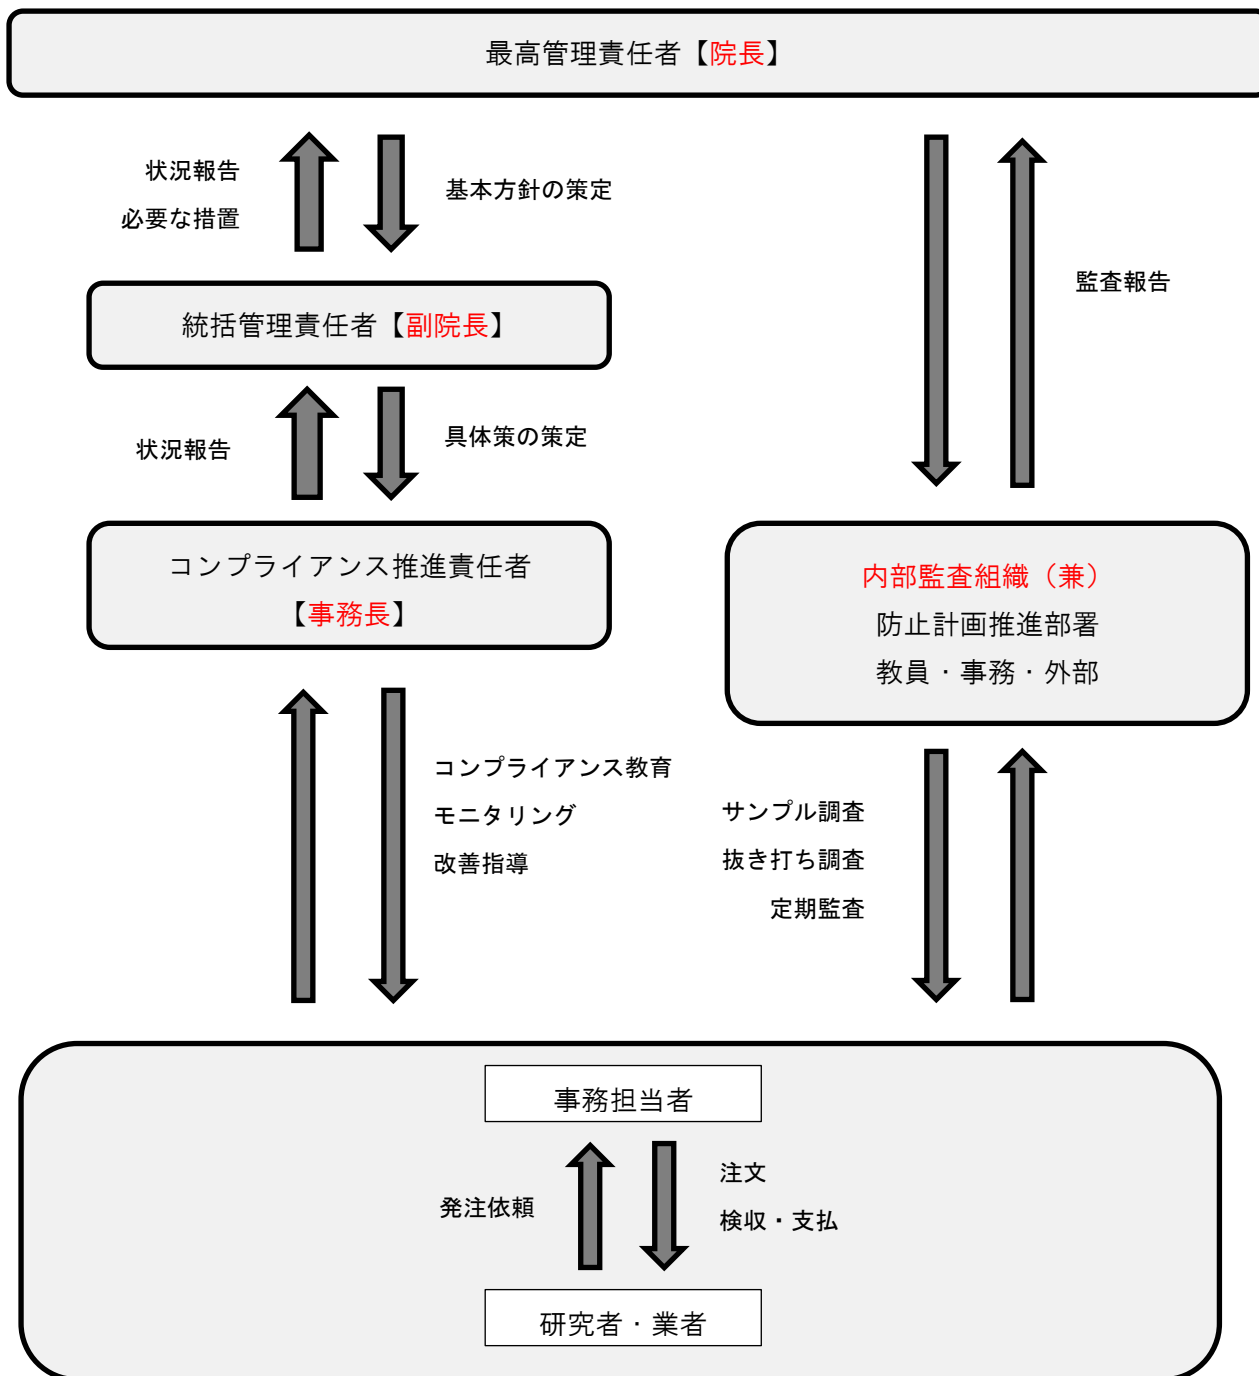 最高管理責任者【院長】
状況報告
必要な措置
基本方針の策定
監査報告
統括管理責任者【副院長】
状況報告
具体策の策定
コンプライアンス推進責任者
【事務長】
内部監査組織（兼）
防止計画推進部署
教員・事務・外部
コンプライアンス教育
モニタリング
改善指導
サンプル調査
抜き打ち調査
定期監査
事務担当者
発注依頼
注文
検収・支払
研究者・業者